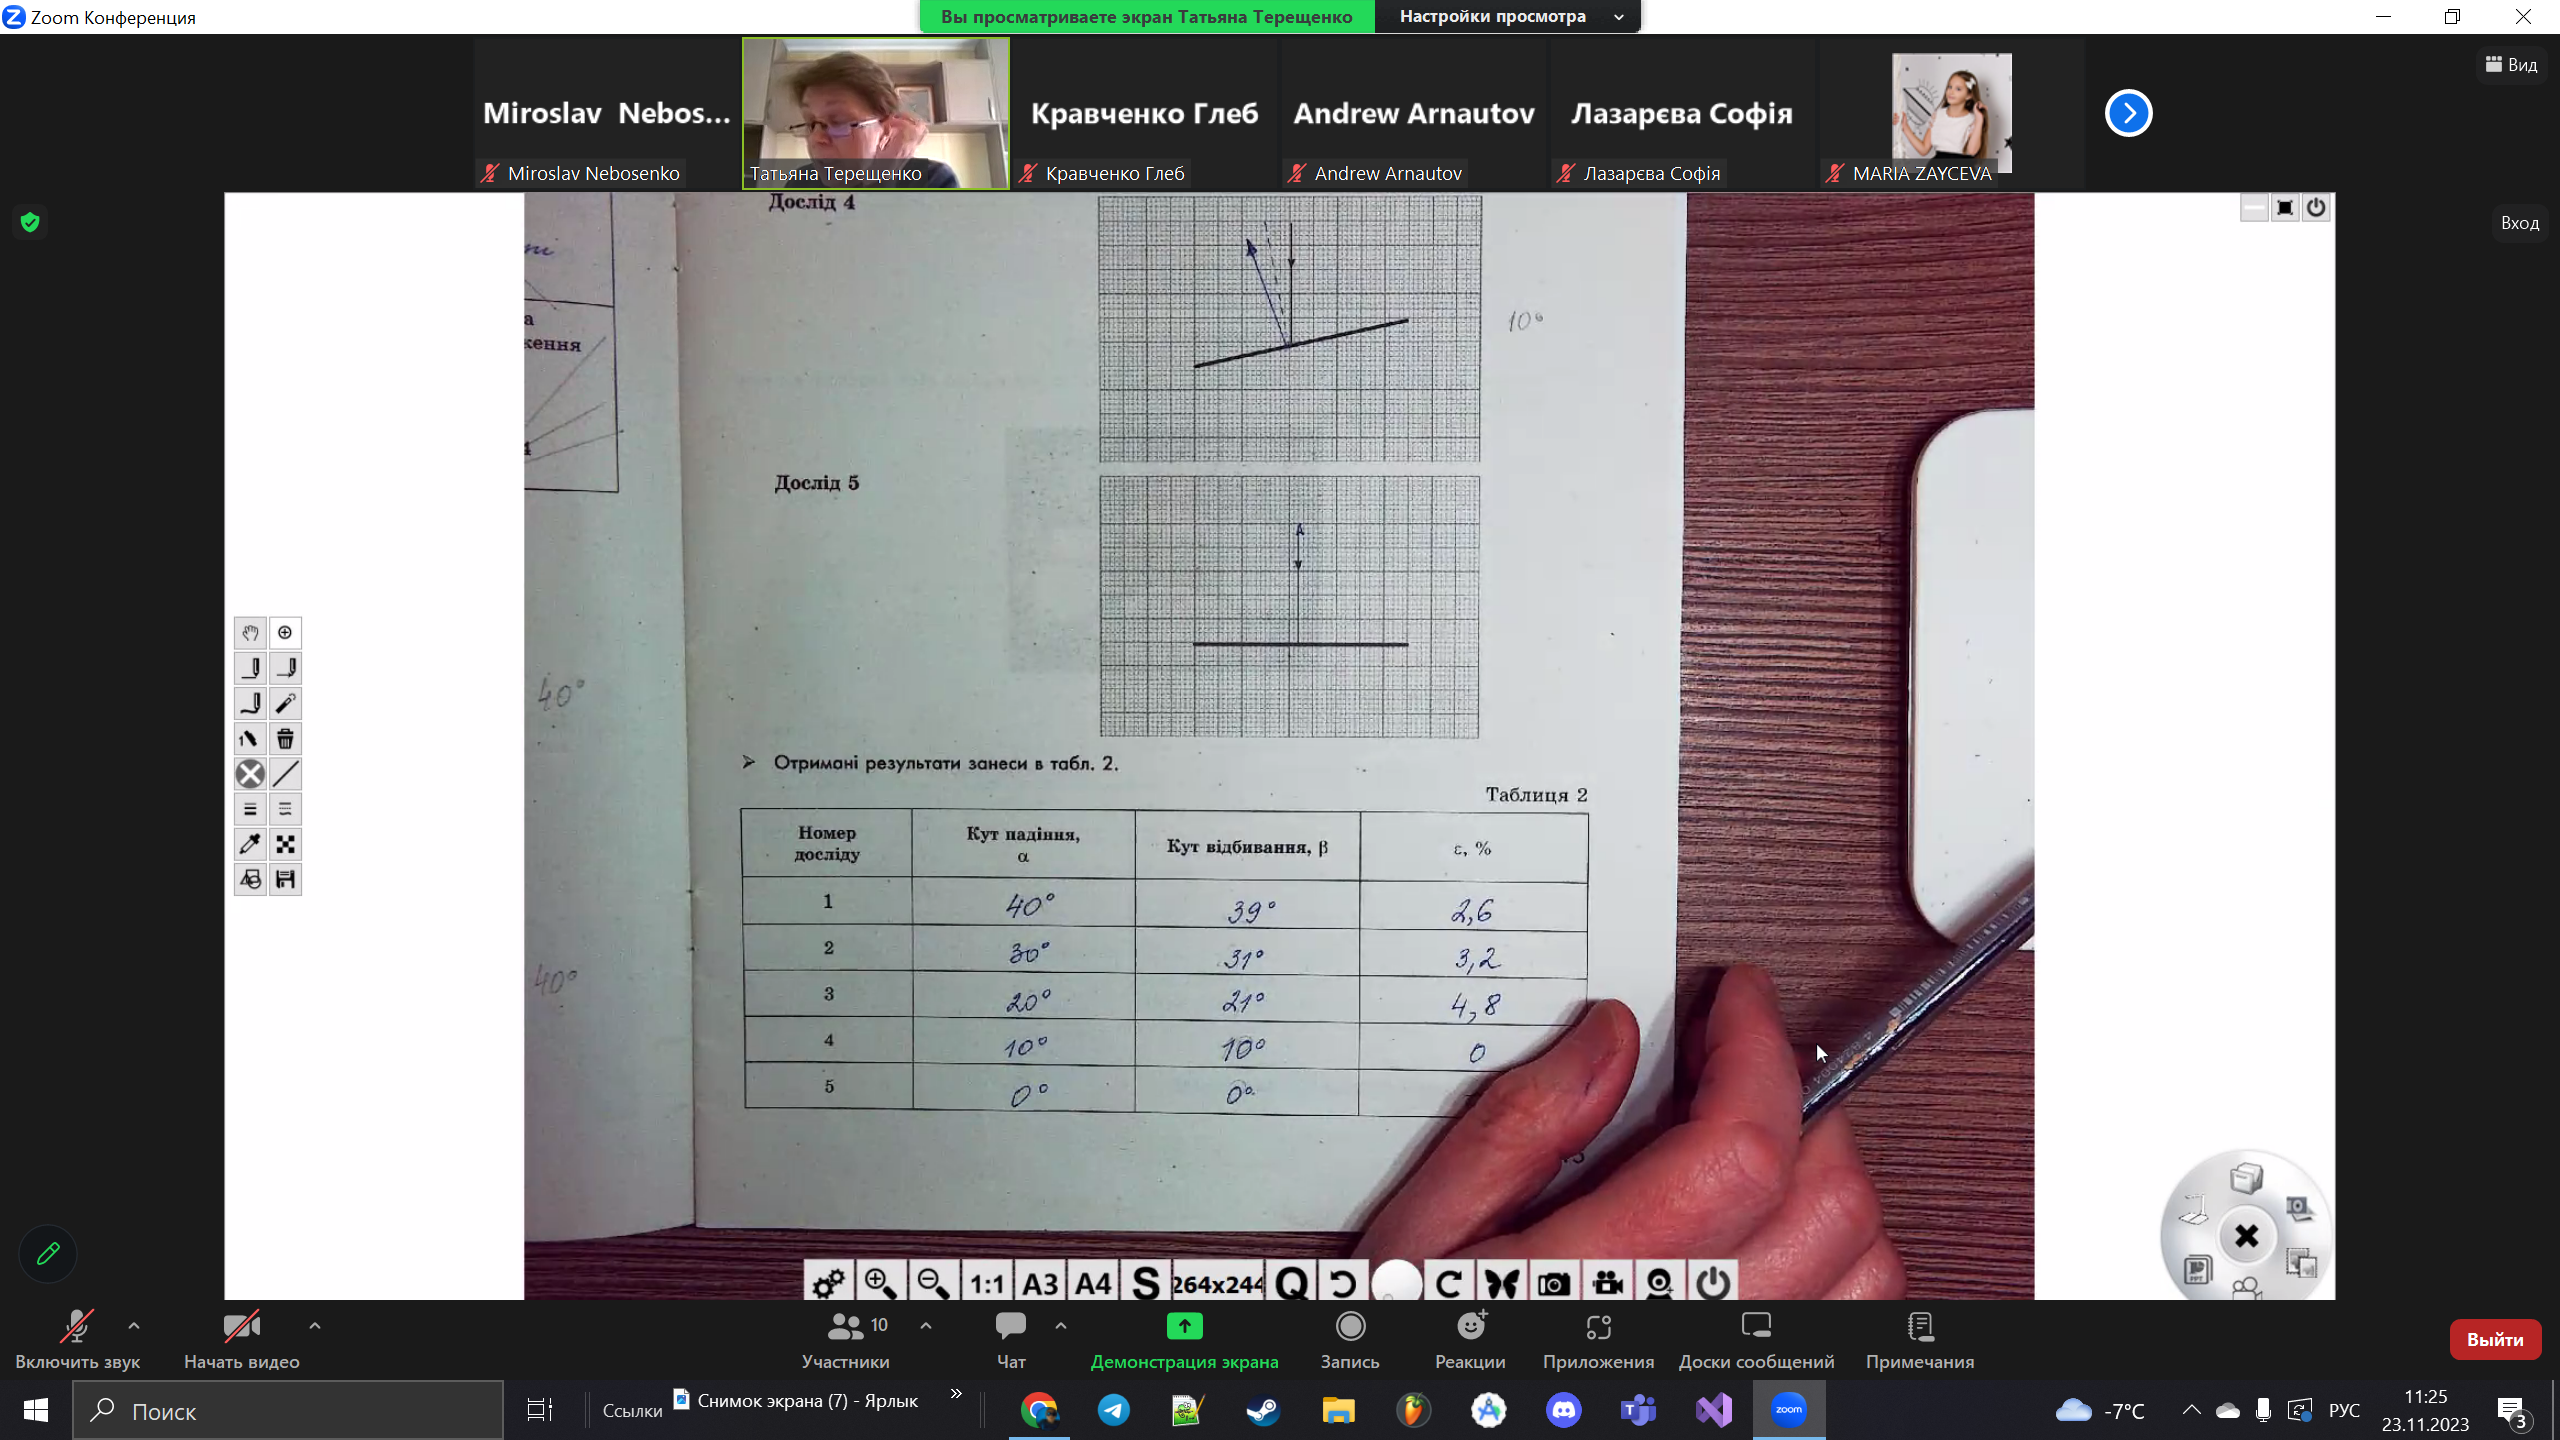 Zoom Конференция
Вы просматриваете экран Татьяна Терещенко
Настройки просмотра
Miroslav Nebos...
Кравченко Глеб
Andrew Arnautov
Лазарєва Софія
Вид
Miroslav Nebosenko
Татьяна Терещенко
Кравченко Глеб
Andrew Arnautov
Лазарєва Софія
MARIA ZAYCEVA
Вход
Дослід 4
10°
а
ження
Дослід 5
А
40°
40°
➢ Отримані результати занеси в табл. 2.
Таблиця 2
Номер досліду
Кут падіння, α
Кут відбивання, β
ε, %
1 40° 39° 2,6
2 30° 31° 3,2
3 20° 21° 4,8
4 10° 10° 0
5 0° 0° -
1:1 A3 A4 S 264x244 Q
PPT
Включить звук
Начать видео
10
Участники
Чат
Демонстрация экрана
Запись
Реакции
Приложения
Доски сообщений
Примечания
Выйти
Поиск
Ссылки
Снимок экрана (7) - Ярлык
»
zoom
-7°C
РУС
11:25
23.11.2023
3